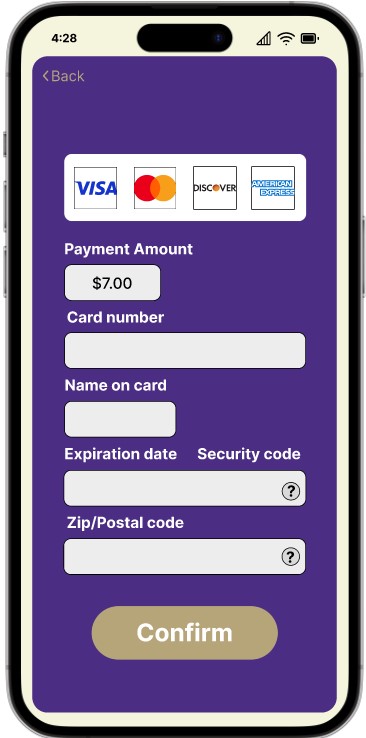 4:28
Back
VISA
DISCOVER
AMERICAN
EXPRESS
Payment Amount
$7.00
Card number
Name on card
Expiration date Security code
?
Zip/Postal code
?
Confirm